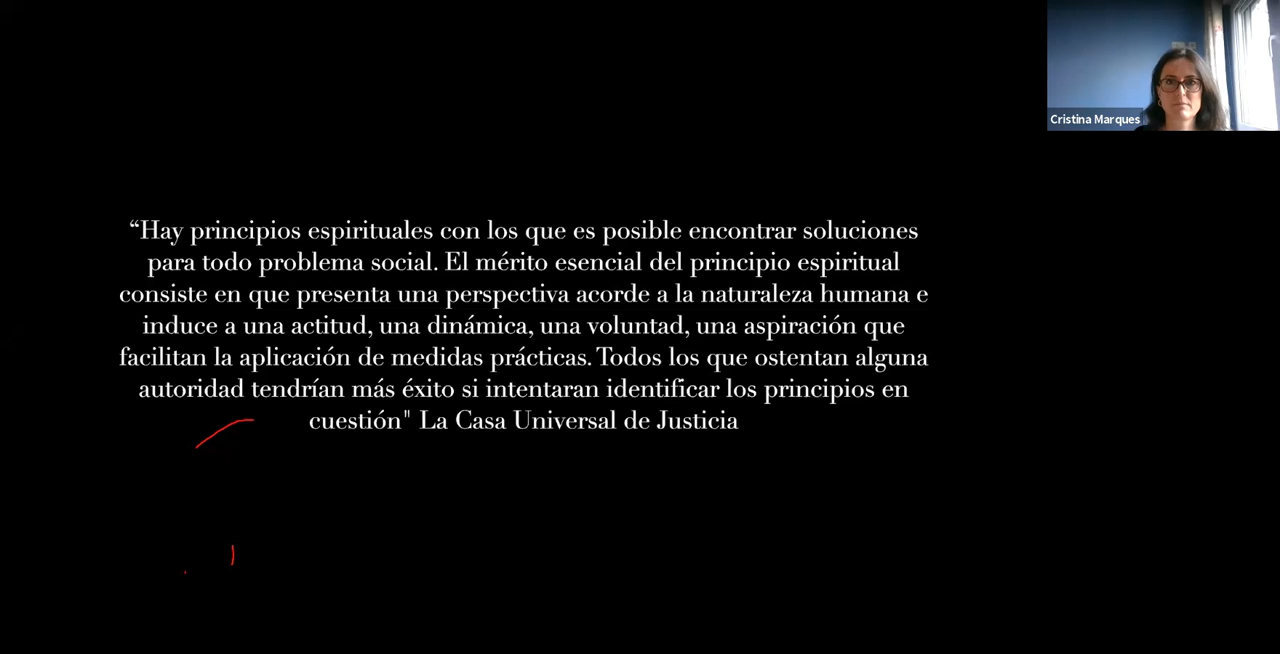 Cristina Marques
“Hay principios espirituales con los que es posible encontrar soluciones
para todo problema social. El mérito esencial del principio espiritual
consiste en que presenta una perspectiva acorde a la naturaleza humana e
induce a una actitud, una dinámica, una voluntad, una aspiración que
facilitan la aplicación de medidas prácticas. Todos los que ostentan alguna
autoridad tendrían más éxito si intentaran identificar los principios en
cuestión" La Casa Universal de Justicia